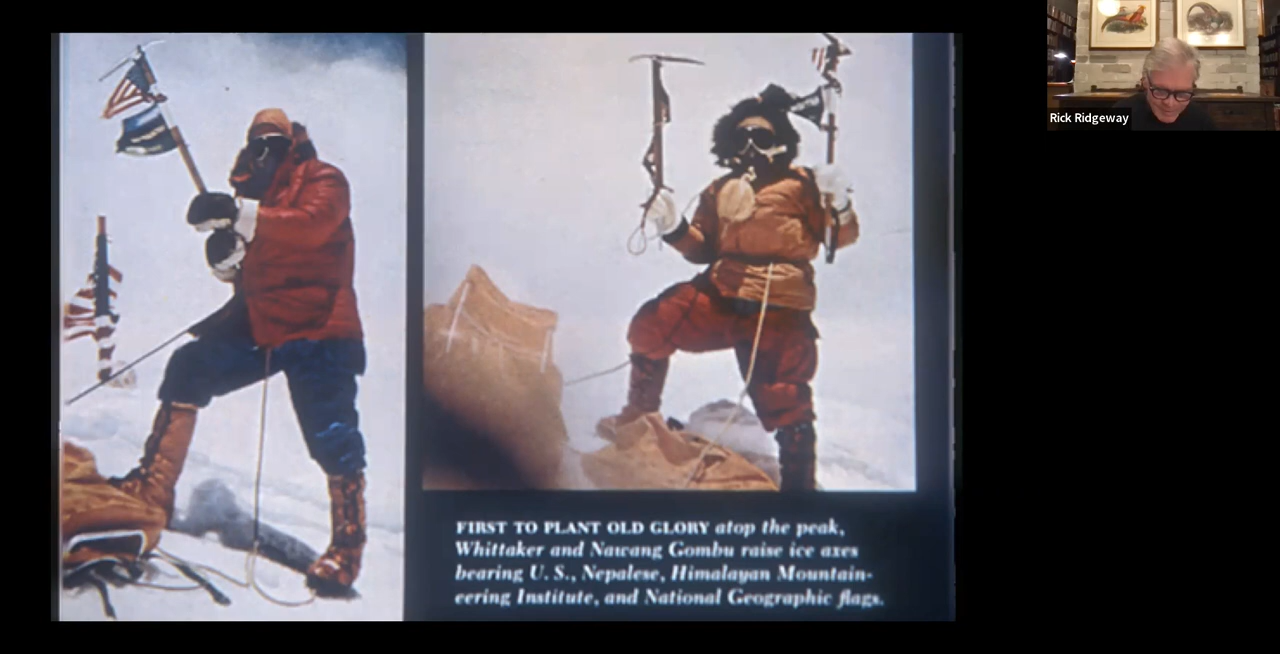 Rick Ridgeway
FIRST TO PLANT OLD GLORY atop the peak,
Whittaker and Nawang Gombu raise ice axes
bearing U. S., Nepalese, Himalayan Mountain-
eering Institute, and National Geographic flags.